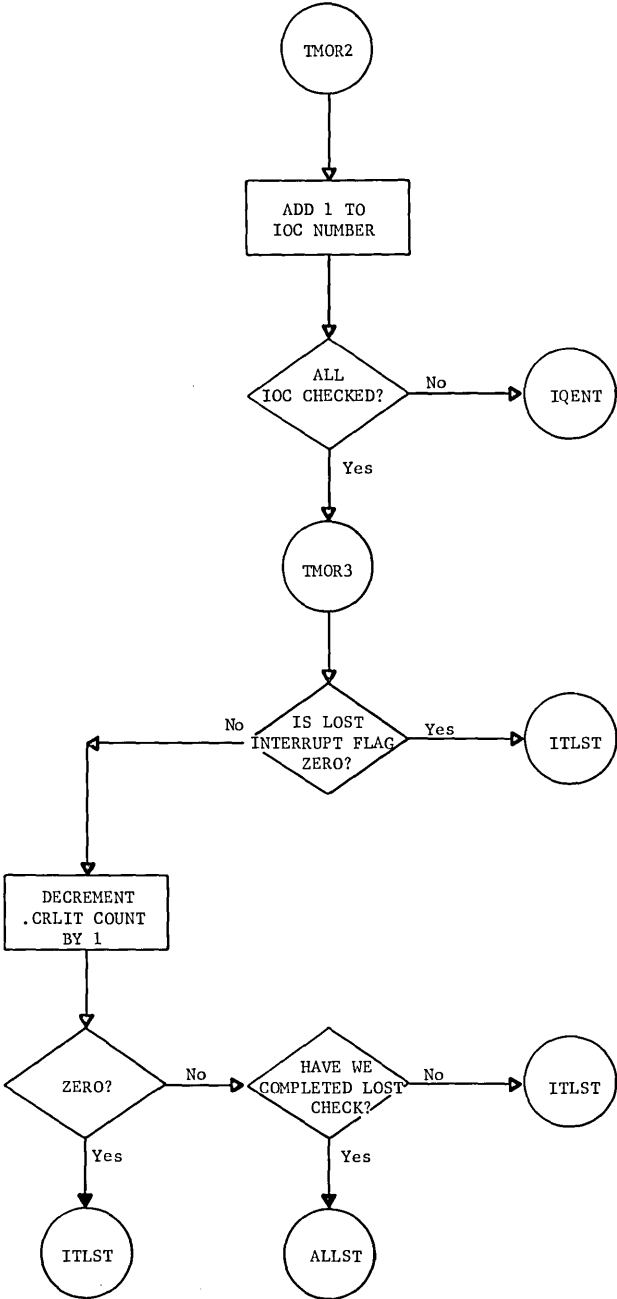 TMOR2
ADD 1 TO
IOC NUMBER
ALL
IOC CHECKED?
No
IQENT
Yes
TMOR3
No
IS LOST
INTERRUPT FLAG
ZERO?
Yes
ITLST
DECREMENT
.CRLIT COUNT
BY 1
ZERO?
No
HAVE WE
COMPLETED LOST
CHECK?
No
ITLST
Yes
Yes
ITLST
ALLST